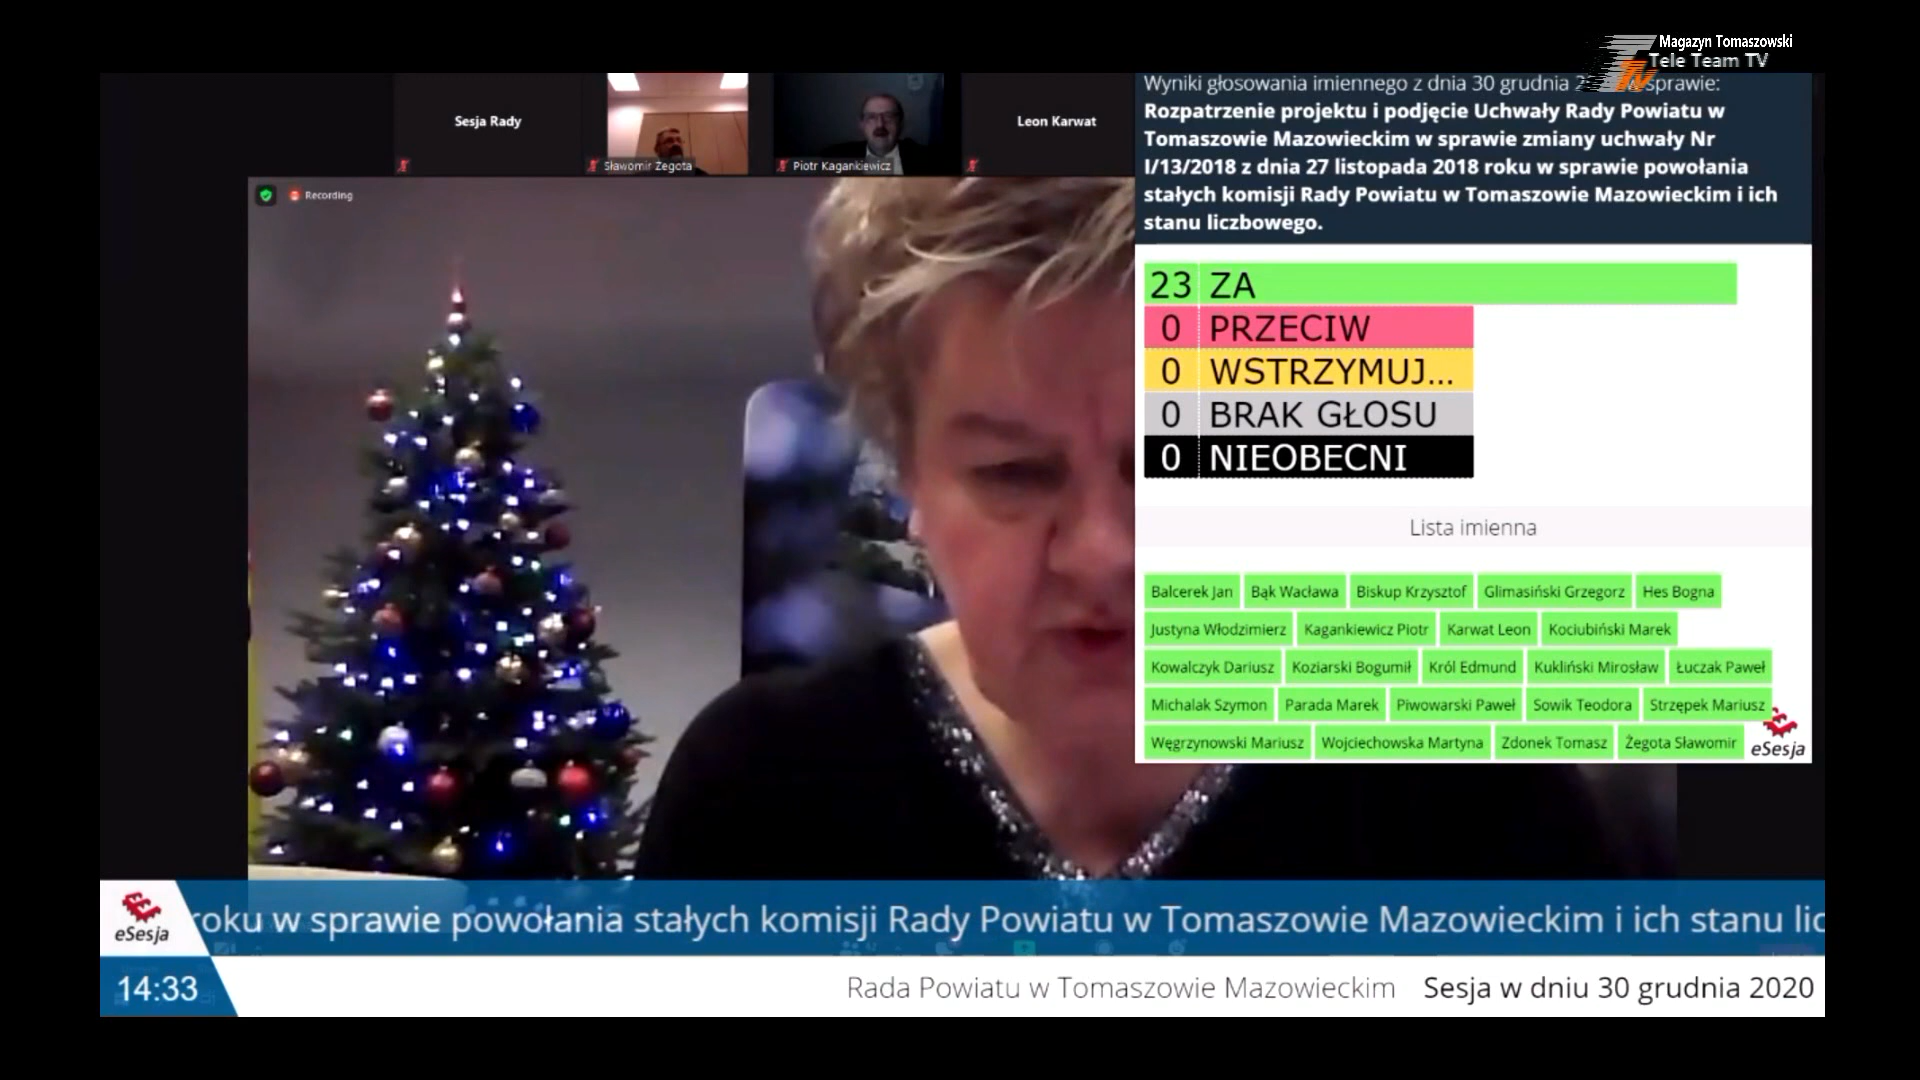 Magazyn Tomaszowski
Tele Team TV
Sesja Rady
Sławomir Żegota
Piotr Kagankiewicz
Leon Karwat
Recording
Wyniki głosowania imiennego z dnia 30 grudnia sprawie:
Rozpatrzenie projektu i podjęcie Uchwały Rady Powiatu w
Tomaszowie Mazowieckim w sprawie zmiany uchwały Nr
I/13/2018 z dnia 27 listopada 2018 roku w sprawie powołania
stałych komisji Rady Powiatu w Tomaszowie Mazowieckim i ich
stanu liczbowego.
23 ZA
0 PRZECIW
0 WSTRZYMUJ...
0 BRAK GŁOSU
0 NIEOBECNI
Lista imienna
Balcerek Jan Bąk Wacława Biskup Krzysztof Glimasiński Grzegorz Hes Bogna
Justyna Włodzimierz Kagankiewicz Piotr Karwat Leon Kociubiński Marek
Kowalczyk Dariusz Koziarski Bogumił Król Edmund Kukliński Mirosław Łuczak Paweł
Michalak Szymon Parada Marek Piwowarski Paweł Sowik Teodora Strzępek Mariusz
Węgrzynowski Mariusz Wojciechowska Martyna Zdonek Tomasz Żegota Sławomir
eSesja
eSesja
roku w sprawie powołania stałych komisji Rady Powiatu w Tomaszowie Mazowieckim i ich stanu lic
14:33
Rada Powiatu w Tomaszowie Mazowieckim Sesja w dniu 30 grudnia 2020